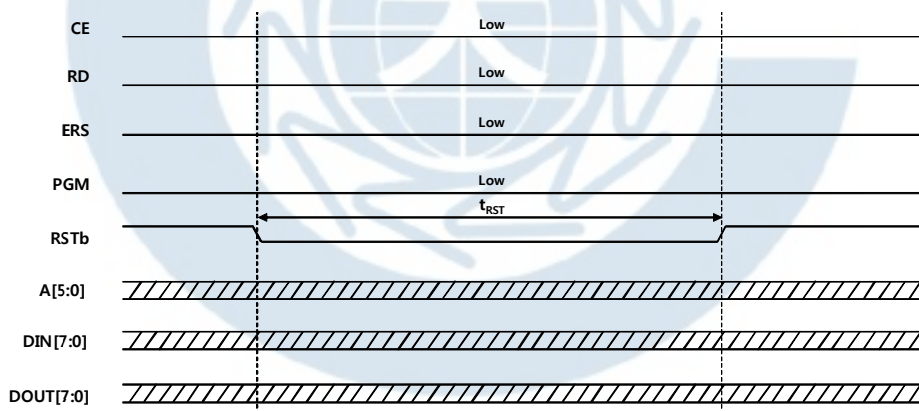 CE Low
RD Low
ERS Low
PGM Low
tRST
RSTb
A[5:0]
DIN[7:0]
DOUT[7:0]